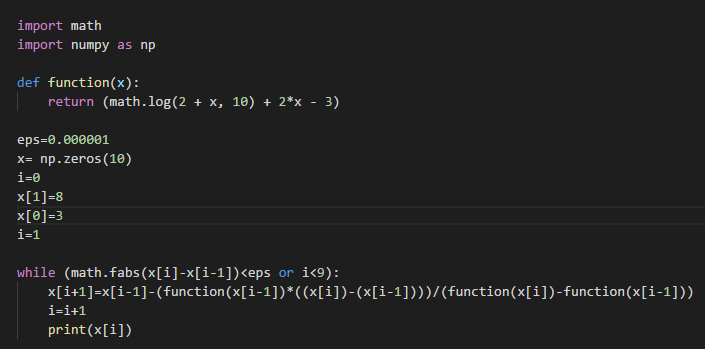 import math
import numpy as np
def function(x):
    return (math.log(2 + x, 10) + 2*x - 3)
eps=0.000001
x= np.zeros(10)
i=0
x[1]=8
x[0]=3
i=1
while (math.fabs(x[i]-x[i-1])<eps or i<9):
    x[i+1]=x[i-1]-(function(x[i-1])*((x[i])-(x[i-1])))/(function(x[i])-function(x[i-1]))
    i=i+1
    print(x[i])